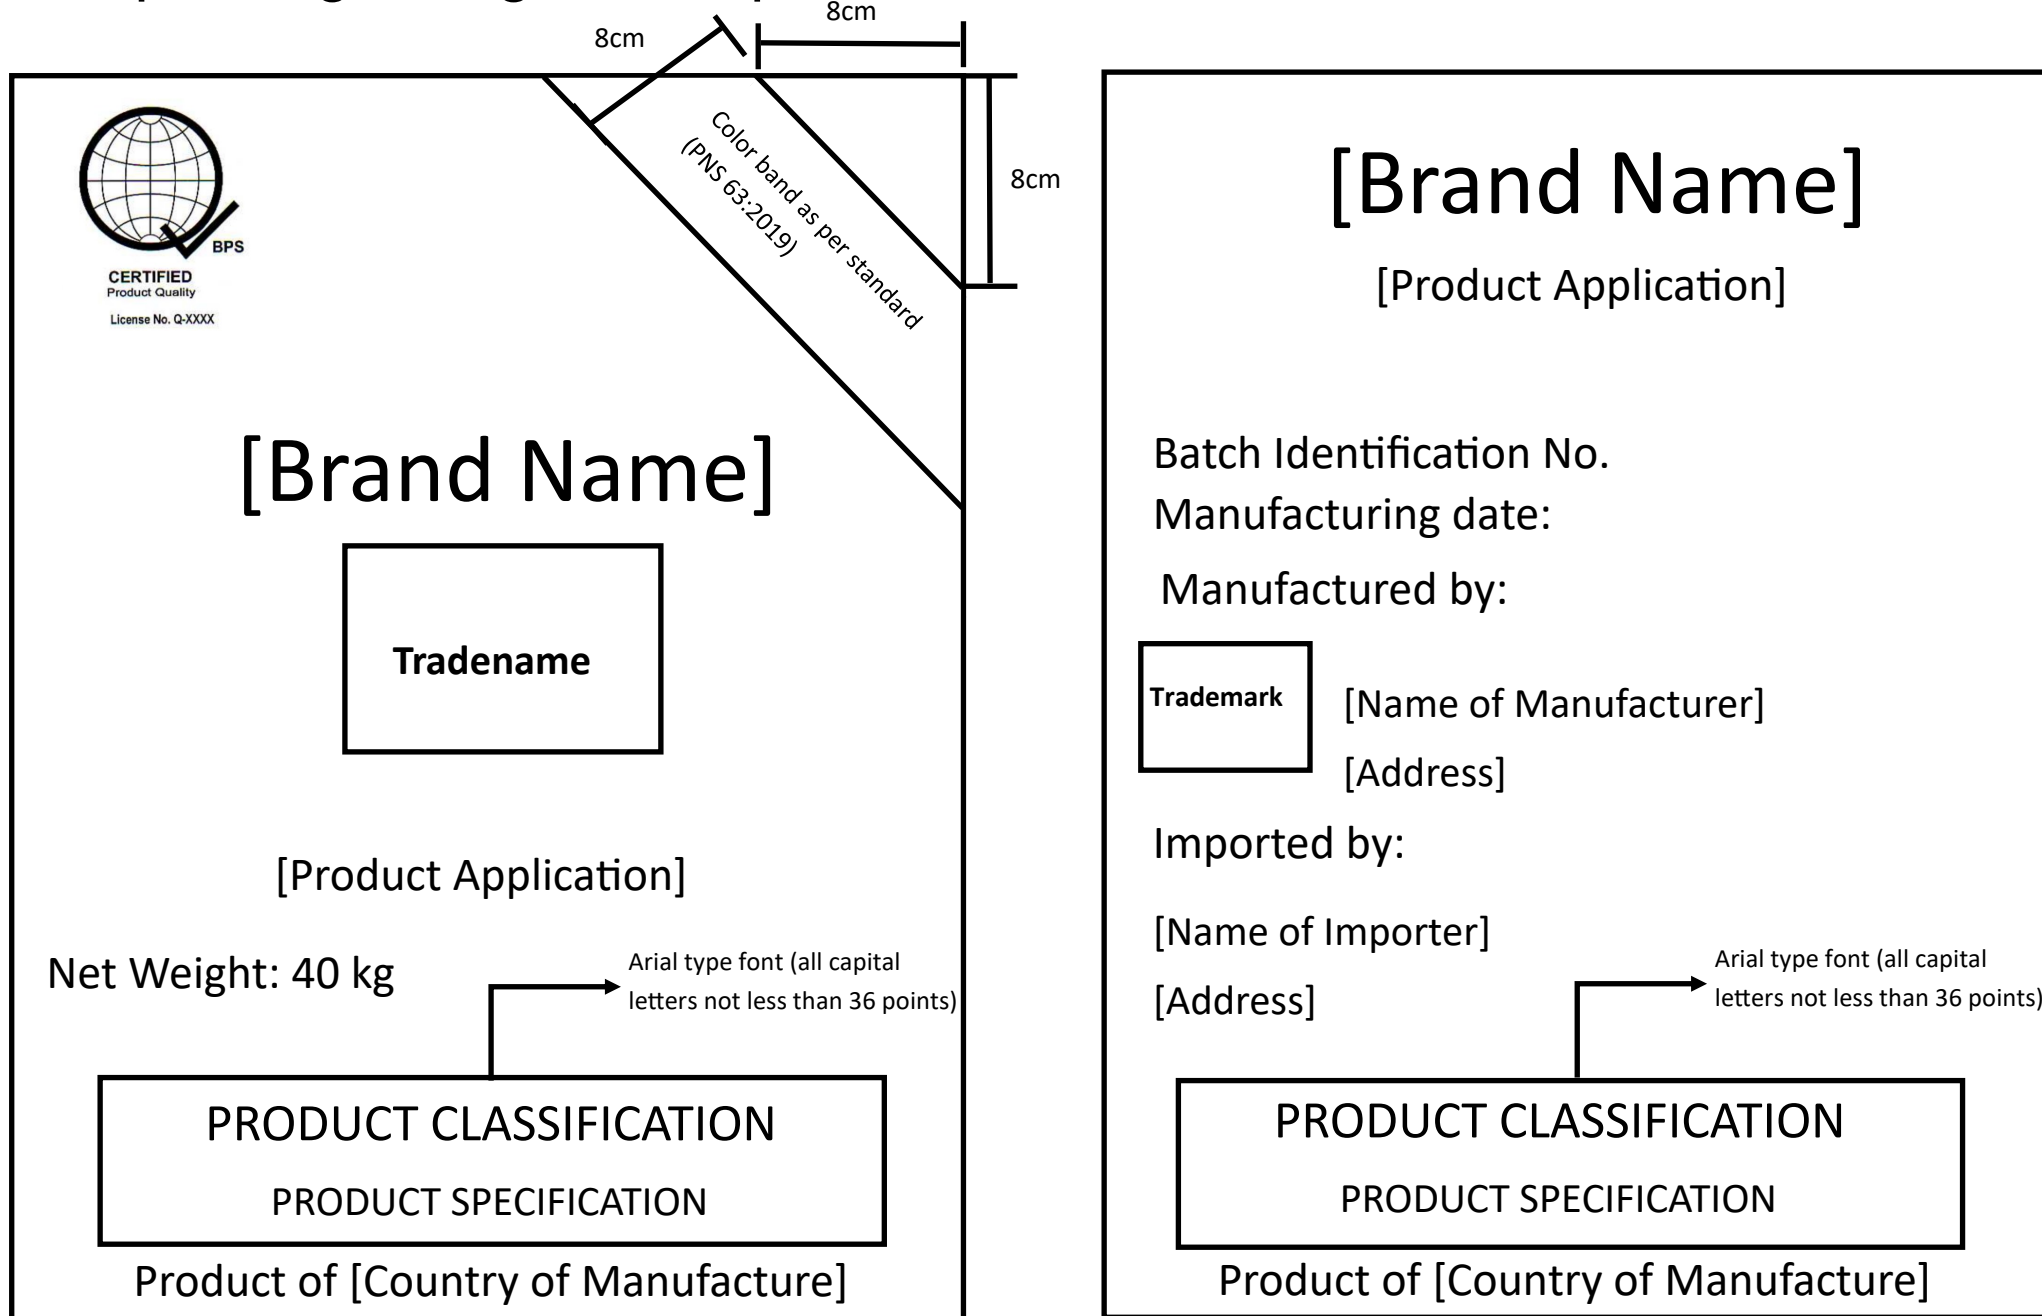 8cm
8cm
8cm
Color band as per standard
(PNS 63:2019)
BPS
CERTIFIED
Product Quality
License No. Q-XXXX
[Brand Name]
Tradename
[Product Application]
Net Weight: 40 kg
Arial type font (all capital
letters not less than 36 points)
PRODUCT CLASSIFICATION
PRODUCT SPECIFICATION
Product of [Country of Manufacture]
[Brand Name]
[Product Application]
Batch Identification No.
Manufacturing date:
Manufactured by:
Trademark
[Name of Manufacturer]
[Address]
Imported by:
[Name of Importer]
[Address]
Arial type font (all capital
letters not less than 36 points)
PRODUCT CLASSIFICATION
PRODUCT SPECIFICATION
Product of [Country of Manufacture]